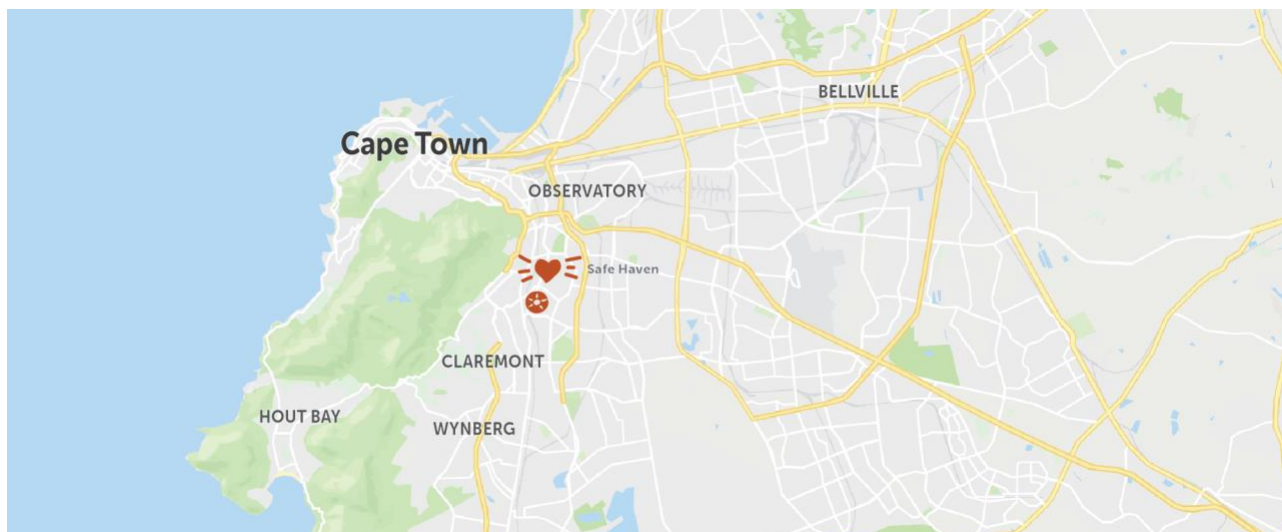 BELLVILLE
Cape Town
OBSERVATORY
Safe Haven
CLAREMONT
HOUT BAY
WYNBERG